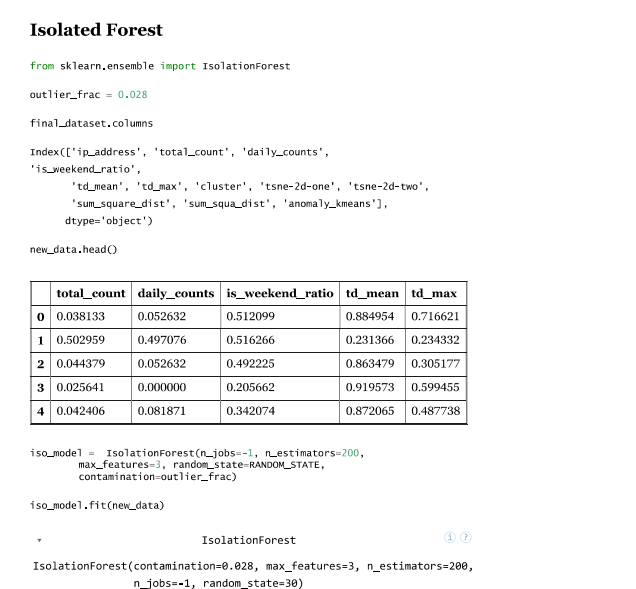 Isolated Forest
from sklearn.ensemble import IsolationForest
outlier_frac = 0.028
final_dataset.columns
Index(['ip_address', 'total_count', 'daily_counts',
'is_weekend_ratio',
'td_mean', 'td_max', 'cluster', 'tsne-2d-one', 'tsne-2d-two',
'sum_square_dist', 'sum_squa_dist', 'anomaly_kmeans'],
dtype='object')
new_data.head()
total_count daily_counts is_weekend_ratio td_mean td_max
0 0.038133 0.052632 0.512099 0.884954 0.716621
1 0.502959 0.497076 0.516266 0.231366 0.234332
2 0.044379 0.052632 0.492225 0.863479 0.305177
3 0.025641 0.000000 0.205662 0.919573 0.599455
4 0.042406 0.081871 0.342074 0.872065 0.487738
iso_model = IsolationForest(n_jobs=-1, n_estimators=200,
max_features=3, random_state=RANDOM_STATE,
contamination=outlier_frac)
iso_model.fit(new_data)
▾ IsolationForest i ?
IsolationForest(contamination=0.028, max_features=3, n_estimators=200,
n_jobs=-1, random_state=30)